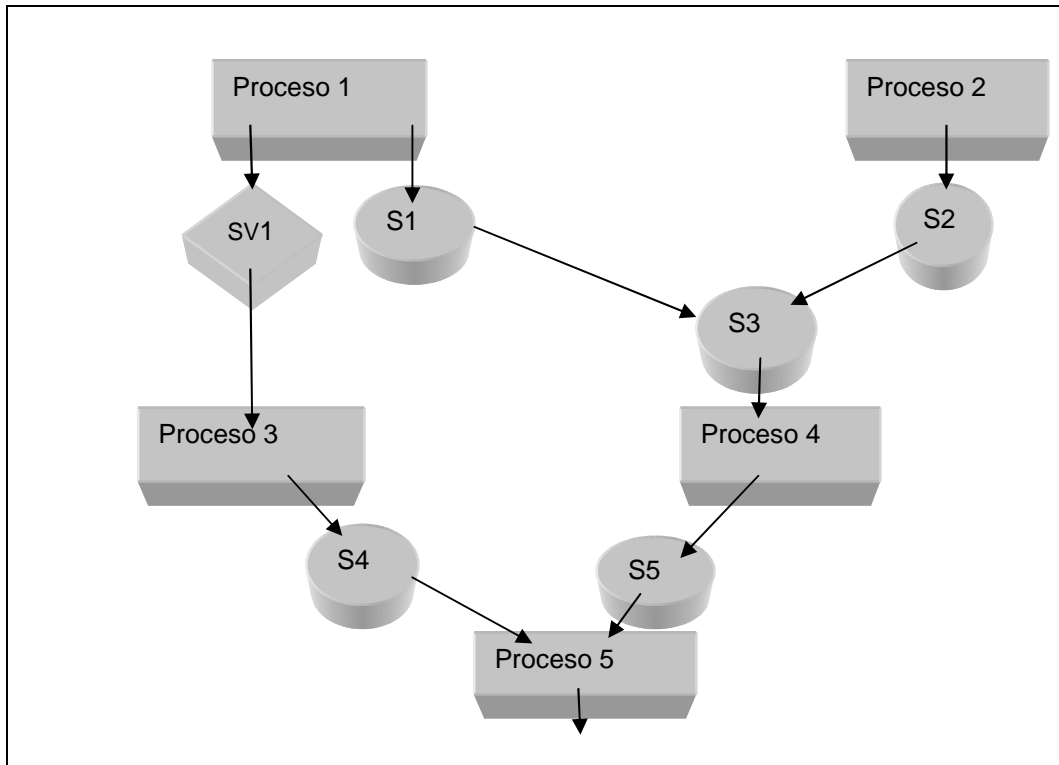 Proceso 1
Proceso 2
SV1
S1
S2
S3
Proceso 3
Proceso 4
S4
S5
Proceso 5